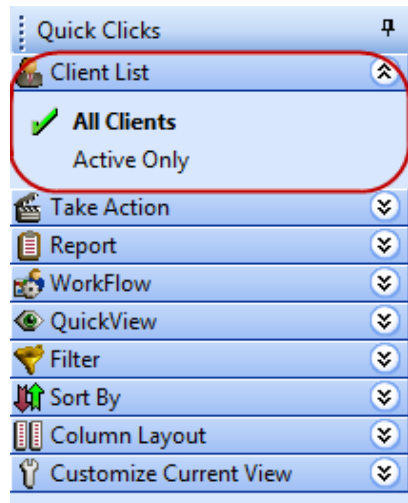 Quick Clicks
Client List
All Clients
Active Only
Take Action
Report
WorkFlow
QuickView
Filter
Sort By
Column Layout
Customize Current View